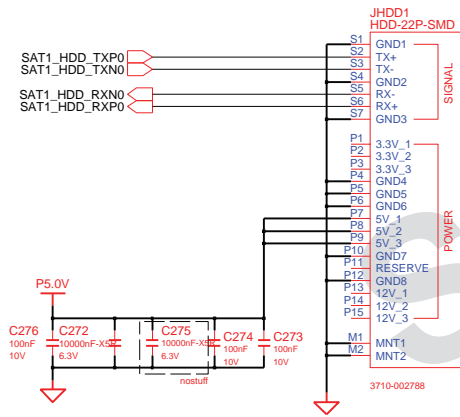 JHDD1
HDD-22P-SMD
SAT1_HDD_TXP0
SAT1_HDD_TXN0
SAT1_HDD_RXN0
SAT1_HDD_RXP0
S1 GND1
S2 TX+
S3 TX-
S4 GND2
S5 RX-
S6 RX+
S7 GND3
SIGNAL
P1 3.3V_1
P2 3.3V_2
P3 3.3V_3
P4 GND4
P5 GND5
P6 GND6
P7 5V_1
P8 5V_2
P9 5V_3
P10 GND7
P11 RESERVE
P12 GND8
P13 12V_1
P14 12V_2
P15 12V_3
POWER
M1 MNT1
M2 MNT2
3710-002788
P5.0V
C276
100nF
10V
C272
10000nF-X5R
6.3V
C275
10000nF-X5R
6.3V
nostuff
C274
100nF
10V
C273
100nF
10V